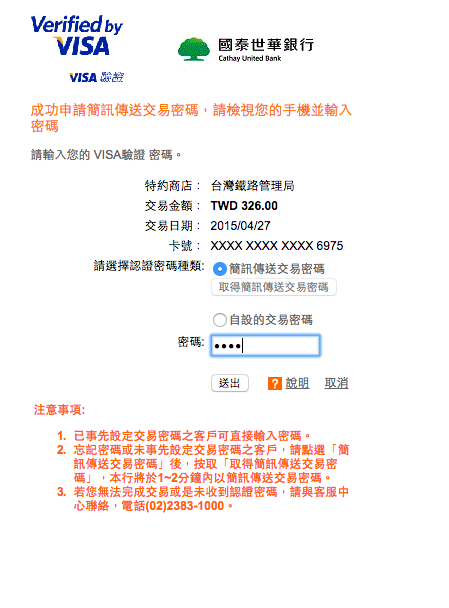 Verified by
VISA
國泰世華銀行
Cathay United Bank
VISA 驗證
成功申請簡訊傳送交易密碼，請檢視您的手機並輸入
密碼
請輸入您的 VISA驗證 密碼。
特約商店： 台灣鐵路管理局
交易金額： TWD 326.00
交易日期： 2015/04/27
卡號： XXXX XXXX XXXX 6975
請選擇認證密碼種類: 簡訊傳送交易密碼
取得簡訊傳送交易密碼
自設的交易密碼
密碼: ••••
送出 ? 說明 取消
注意事項:
1. 已事先設定交易密碼之客戶可直接輸入密碼。
2. 忘記密碼或未事先設定交易密碼之客戶，請點選「簡
訊傳送交易密碼」後，按取「取得簡訊傳送交易密
碼」，本行將於1~2分鐘內以簡訊傳送交易密碼。
3. 若您無法完成交易或是未收到認證密碼，請與客服中
心聯絡，電話(02)2383-1000。